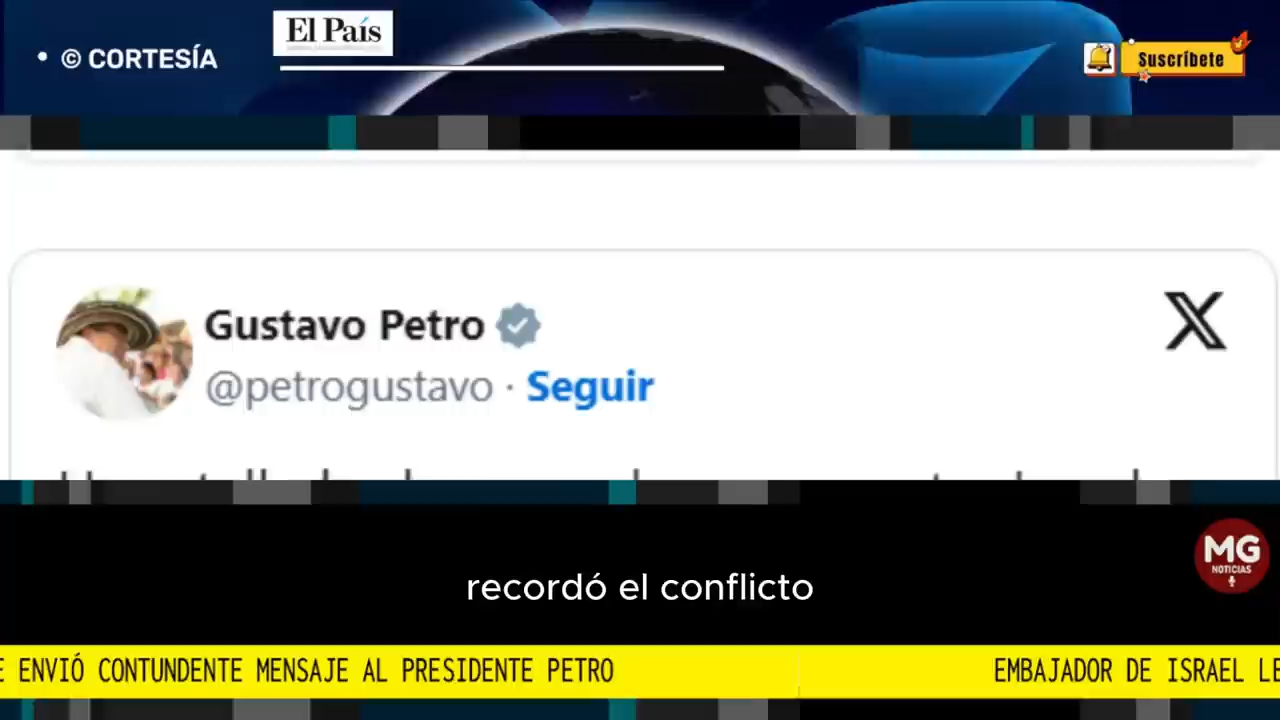 • © CORTESÍA
El País
Suscríbete
Gustavo Petro
@petrogustavo · Seguir
recordó el conflicto
MG
NOTICIAS
ENVIÓ CONTUNDENTE MENSAJE AL PRESIDENTE PETRO
EMBAJADOR DE ISRAEL